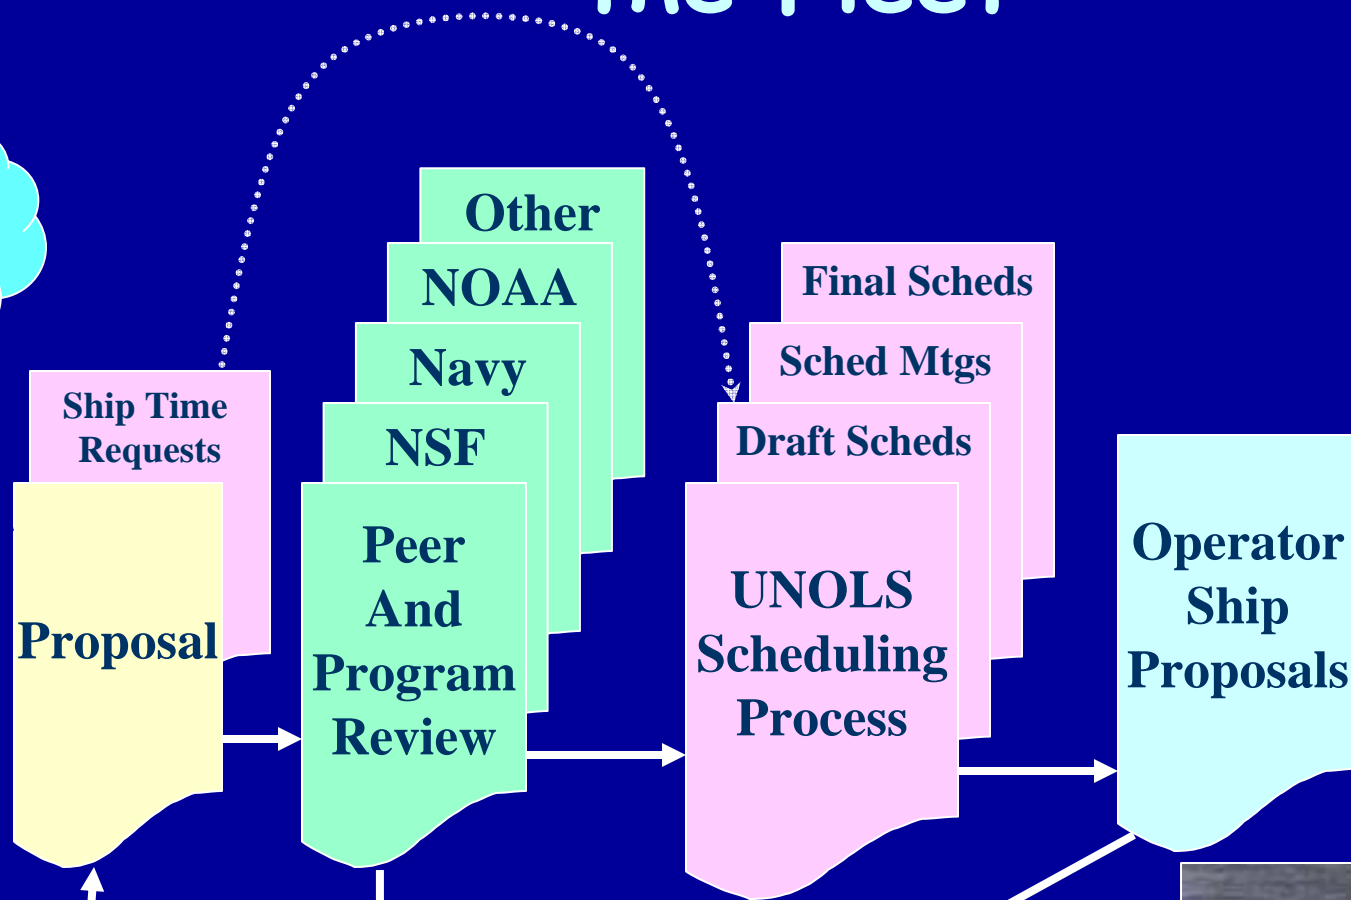 Other
NOAA
Navy
NSF
Ship Time
Requests
Proposal
Peer
And
Program
Review
Final Scheds
Sched Mtgs
Draft Scheds
UNOLS
Scheduling
Process
Operator
Ship
Proposals